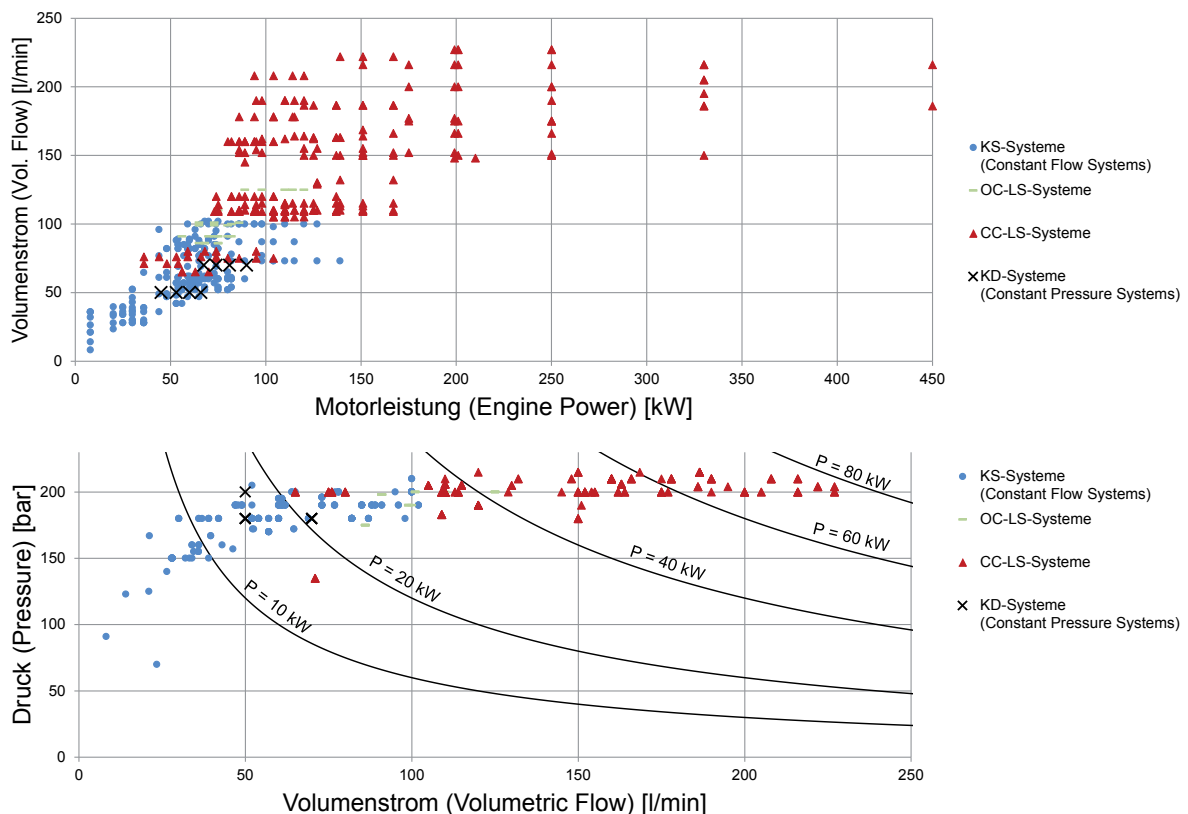 Volumenstrom (Vol. Flow) [l/min]
250
200
150
100
50
0
0 50 100 150 200 250 300 350 400 450
Motorleistung (Engine Power) [kW]
KS-Systeme
(Constant Flow Systems)
OC-LS-Systeme
CC-LS-Systeme
KD-Systeme
(Constant Pressure Systems)
Druck (Pressure) [bar]
200
150
100
50
0
0 50 100 150 200 250
Volumenstrom (Volumetric Flow) [l/min]
P = 10 kW
P = 20 kW
P = 40 kW
P = 60 kW
P = 80 kW
KS-Systeme
(Constant Flow Systems)
OC-LS-Systeme
CC-LS-Systeme
KD-Systeme
(Constant Pressure Systems)